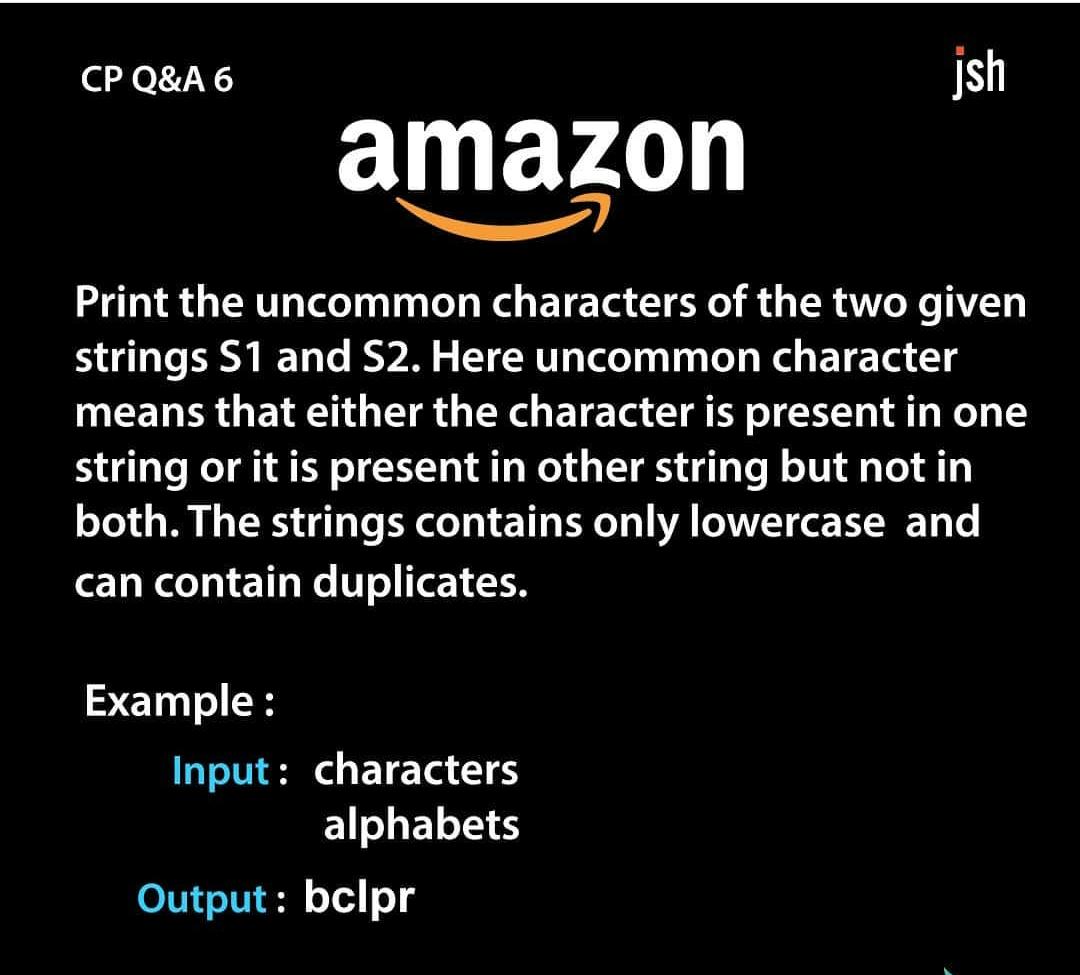 CP Q&A 6
jsh
amazon
Print the uncommon characters of the two given
strings S1 and S2. Here uncommon character
means that either the character is present in one
string or it is present in other string but not in
both. The strings contains only lowercase and
can contain duplicates.
Example :
Input : characters
alphabets
Output : bclpr